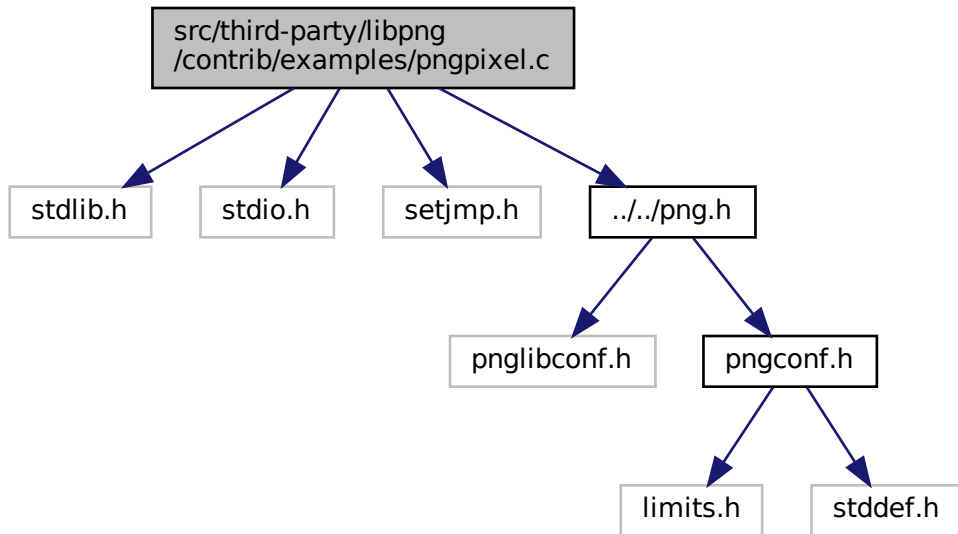 src/third-party/libpng
/contrib/examples/pngpixel.c
stdlib.h
stdio.h
setjmp.h
../../png.h
pnglibconf.h
pngconf.h
limits.h
stddef.h